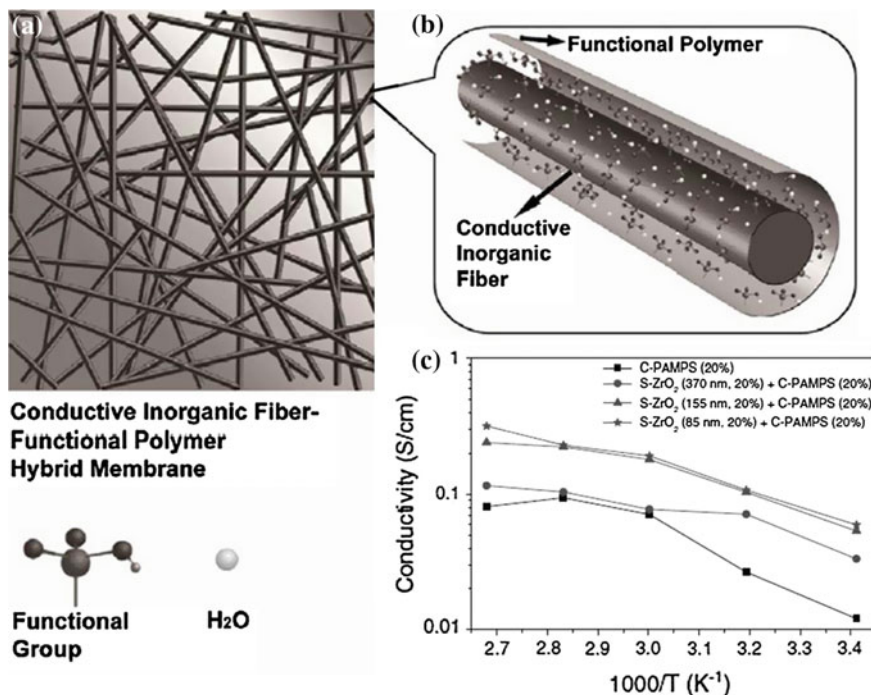 (a)
Conductive Inorganic Fiber-
Functional Polymer
Hybrid Membrane
Functional
Group
H₂O
(b)
Functional Polymer
Conductive
Inorganic
Fiber
(c)
C-PAMPS (20%)
S-ZrO₂ (370 nm, 20%) + C-PAMPS (20%)
S-ZrO₂ (155 nm, 20%) + C-PAMPS (20%)
S-ZrO₂ (85 nm, 20%) + C-PAMPS (20%)
Conductivity (S/cm)
1
0.1
0.01
2.7 2.8 2.9 3.0 3.1 3.2 3.3 3.4
1000/T (K⁻¹)